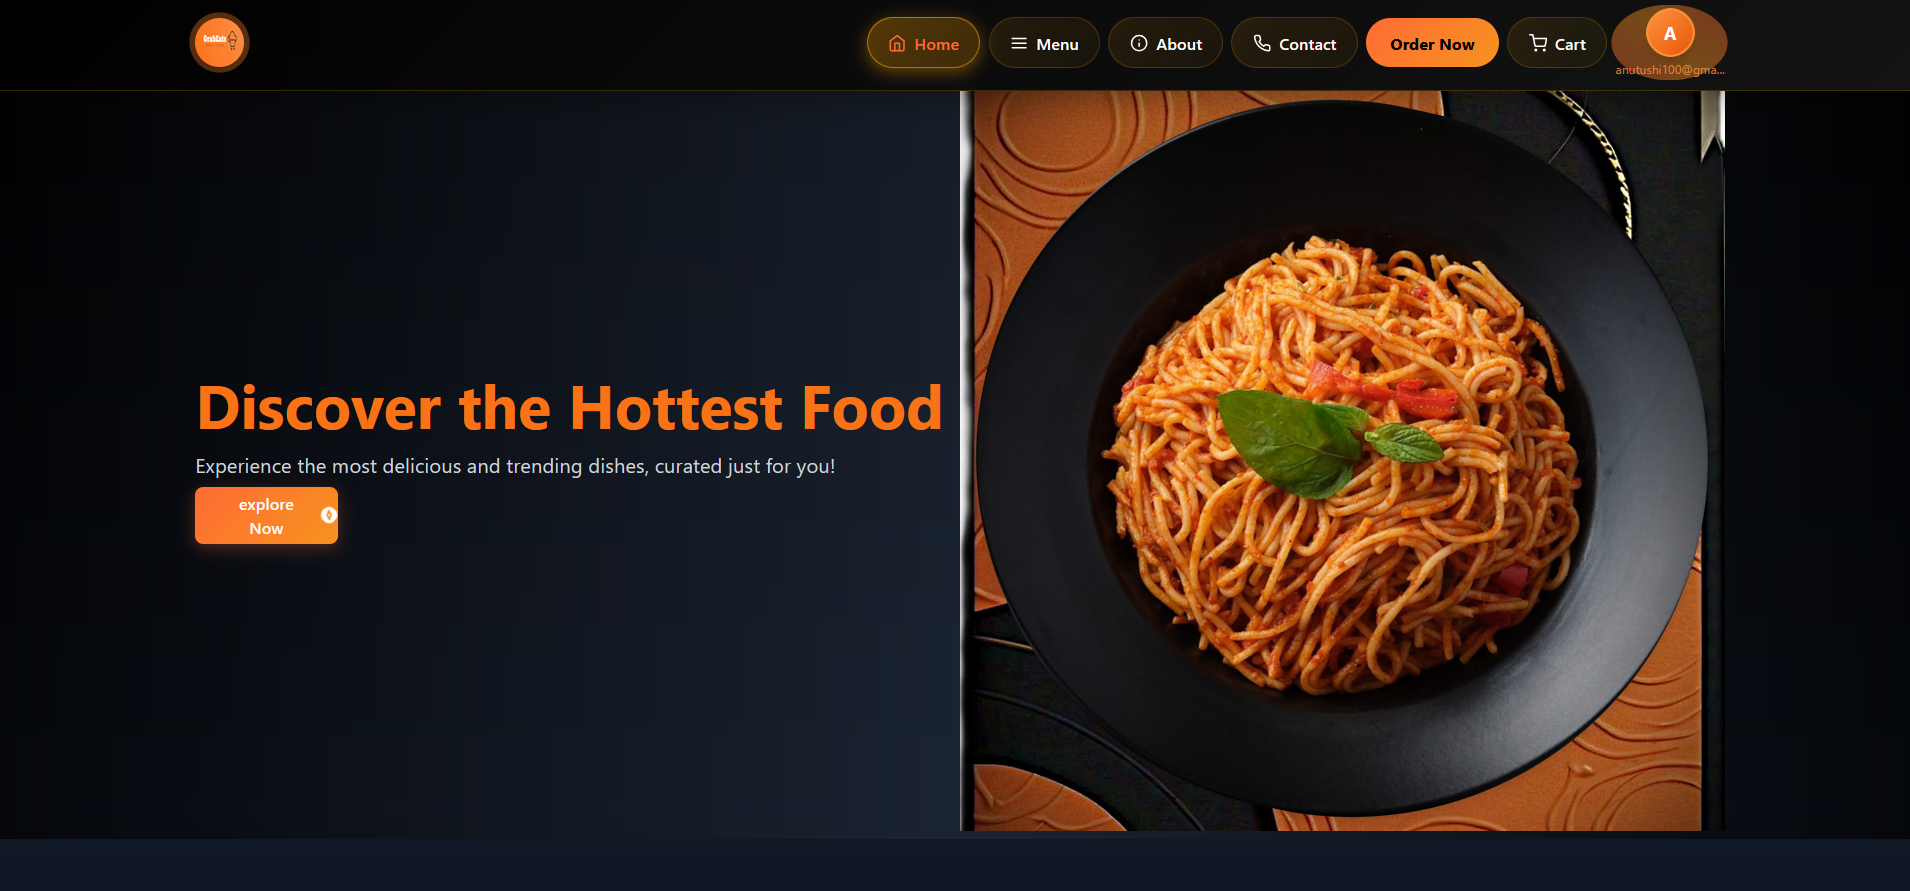 GrabEats
Home
Menu
About
Contact
Order Now
Cart
A
anutushi100@gma...
Discover the Hottest Food
Experience the most delicious and trending dishes, curated just for you!
explore
Now